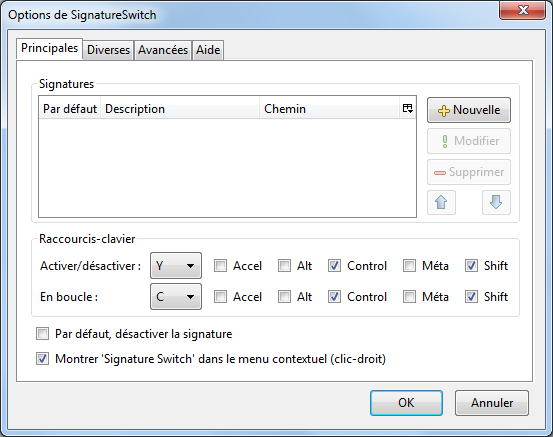 Options de SignatureSwitch
Principales Diverses Avancées Aide
Signatures
Par défaut Description Chemin
Nouvelle
Modifier
Supprimer
Raccourcis-clavier
Activer/désactiver : Y Accel Alt Control Méta Shift
En boucle : C Accel Alt Control Méta Shift
Par défaut, désactiver la signature
Montrer 'Signature Switch' dans le menu contextuel (clic-droit)
OK Annuler